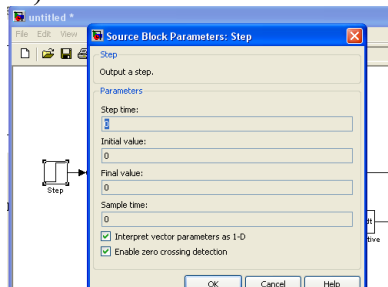 untitled *
File Edit View
Source Block Parameters: Step
Step
Output a step.
Parameters
Step time:
0
Initial value:
0
Final value:
0
Sample time:
0
Interpret vector parameters as 1-D
Enable zero crossing detection
OK Cancel Help
Step